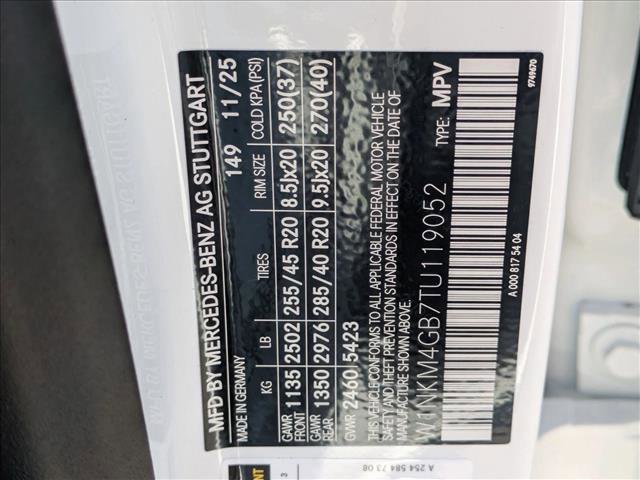 MFD BY MERCEDES-BENZ AG STUTTGART
MADE IN GERMANY 149 11/25
KG LB TIRES RIM SIZE COLD KPA (PSI)
GAWR FRONT 1135 2502 255/45 R20 8.5Jx20 250(37)
GAWR REAR 1350 2976 285/40 R20 9.5Jx20 270(40)
GVWR 2460 5423
THIS VEHICLE CONFORMS TO ALL APPLICABLE FEDERAL MOTOR VEHICLE
SAFETY AND THEFT PREVENTION STANDARDS IN EFFECT ON THE DATE OF
MANUFACTURE SHOWN ABOVE.
W1NKM4GB7TU119052 TYPE: MPV
A 000 817 54 04 9749670
A 254 584 73 08
3